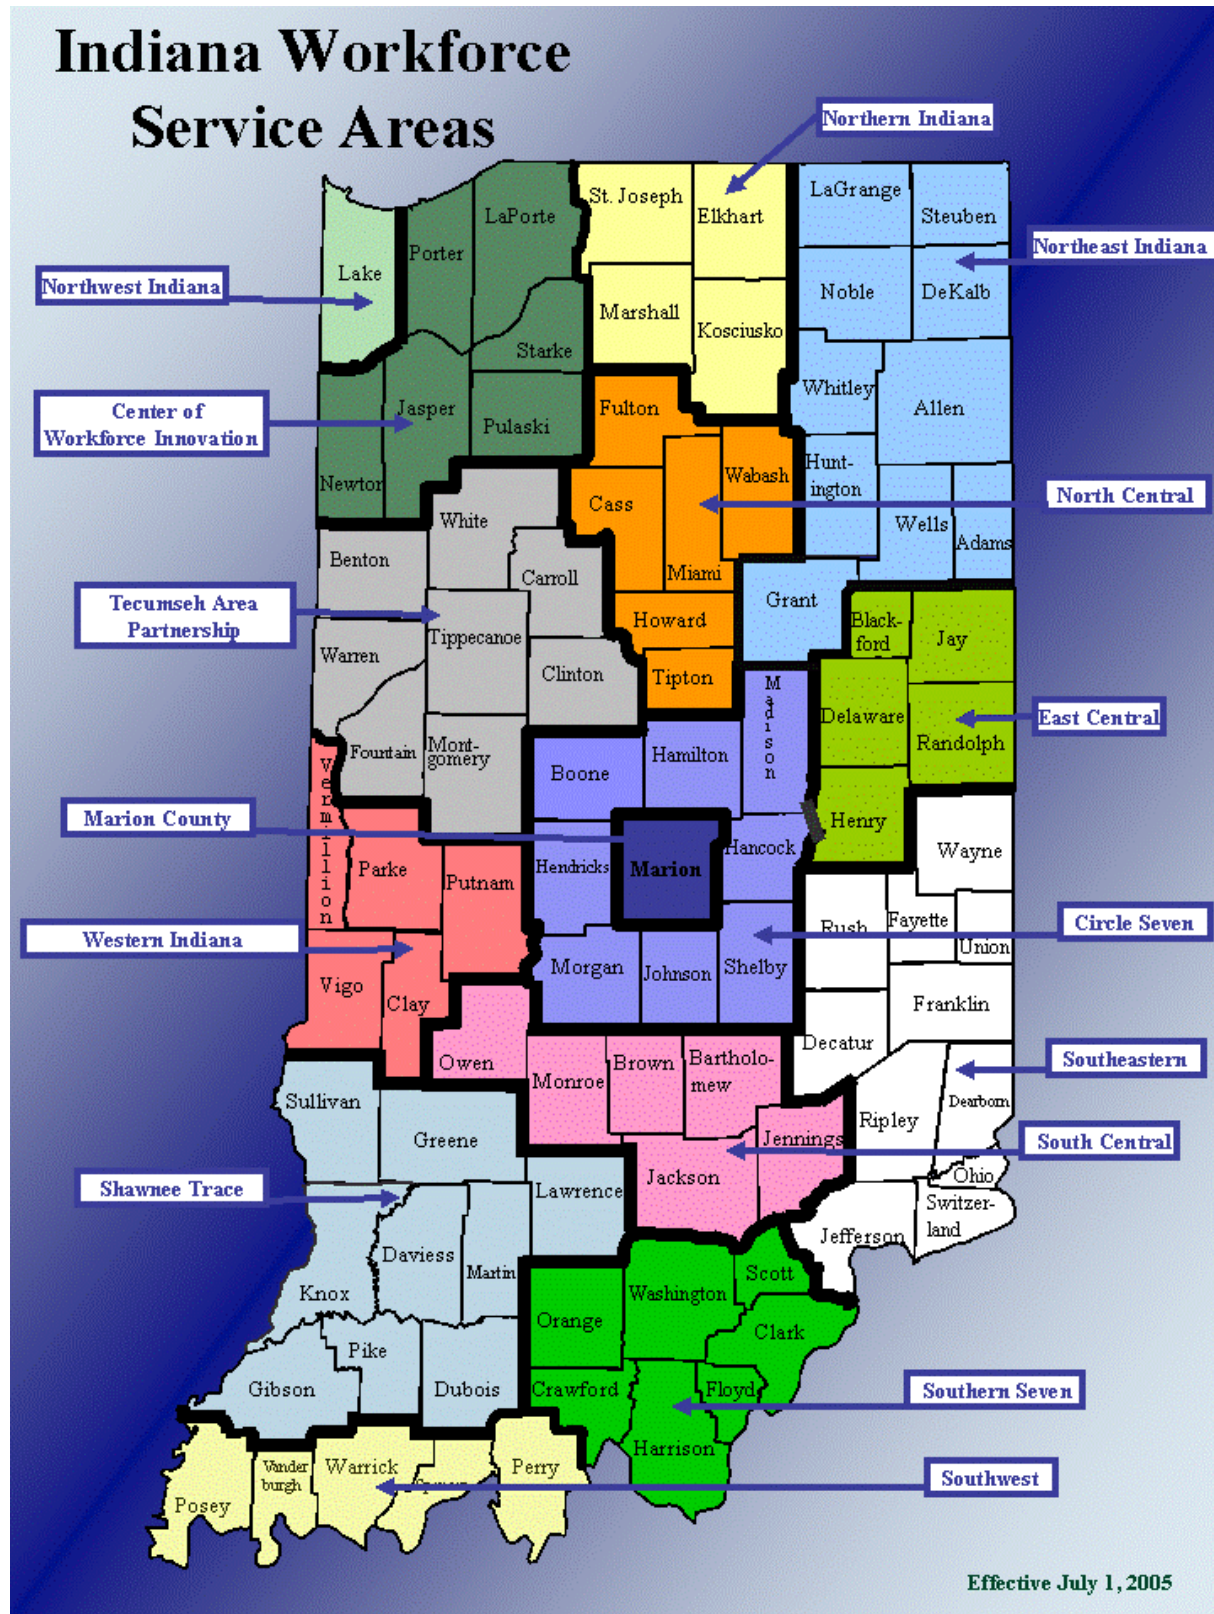 Indiana Workforce
Service Areas
Northern Indiana
Northeast Indiana
Northwest Indiana
Center of
Workforce Innovation
North Central
Tecumseh Area
Partnership
East Central
Marion County
Circle Seven
Western Indiana
Southeastern
South Central
Shawnee Trace
Southern Seven
Southwest
Lake
Porter
LaPorte
St. Joseph
Elkhart
LaGrange
Steuben
Noble
DeKalb
Marshall
Kosciusko
Starke
Whitley
Allen
Jasper
Pulaski
Newton
Fulton
Wabash
Cass
Miami
Hunt-
ington
Wells
Adams
White
Benton
Carroll
Grant
Howard
Tipton
Black-
ford
Jay
Warren
Tippecanoe
Clinton
Madison
Delaware
Randolph
Fountain
Mont-
gomery
Boone
Hamilton
Henry
Vermillion
Parke
Putnam
Hendricks
Marion
Hancock
Wayne
Rush
Fayette
Union
Vigo
Clay
Morgan
Johnson
Shelby
Franklin
Decatur
Owen
Monroe
Brown
Bartholo-
mew
Sullivan
Greene
Jennings
Ripley
Dearborn
Ohio
Jackson
Lawrence
Switzer-
land
Jefferson
Daviess
Martin
Knox
Orange
Washington
Scott
Clark
Gibson
Pike
Dubois
Crawford
Floyd
Harrison
Posey
Vander
burgh
Warrick
Perry
Effective July 1, 2005